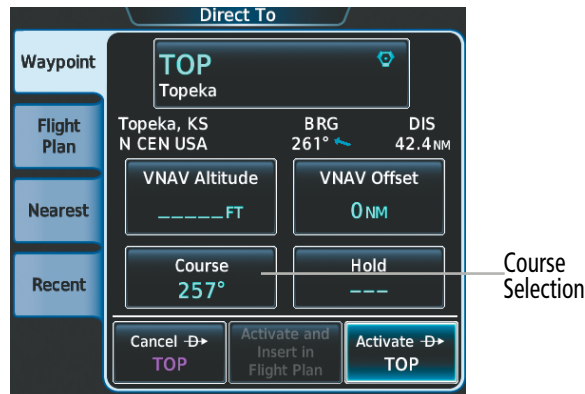 Direct To
Waypoint
TOP
Topeka
Flight
Plan
Topeka, KS
N CEN USA
BRG
261°
DIS
42.4NM
VNAV Altitude
_____FT
VNAV Offset
0NM
Nearest
Course
257°
Hold
___
Course
Selection
Recent
Cancel D
TOP
Activate and
Insert in
Flight Plan
Activate D
TOP